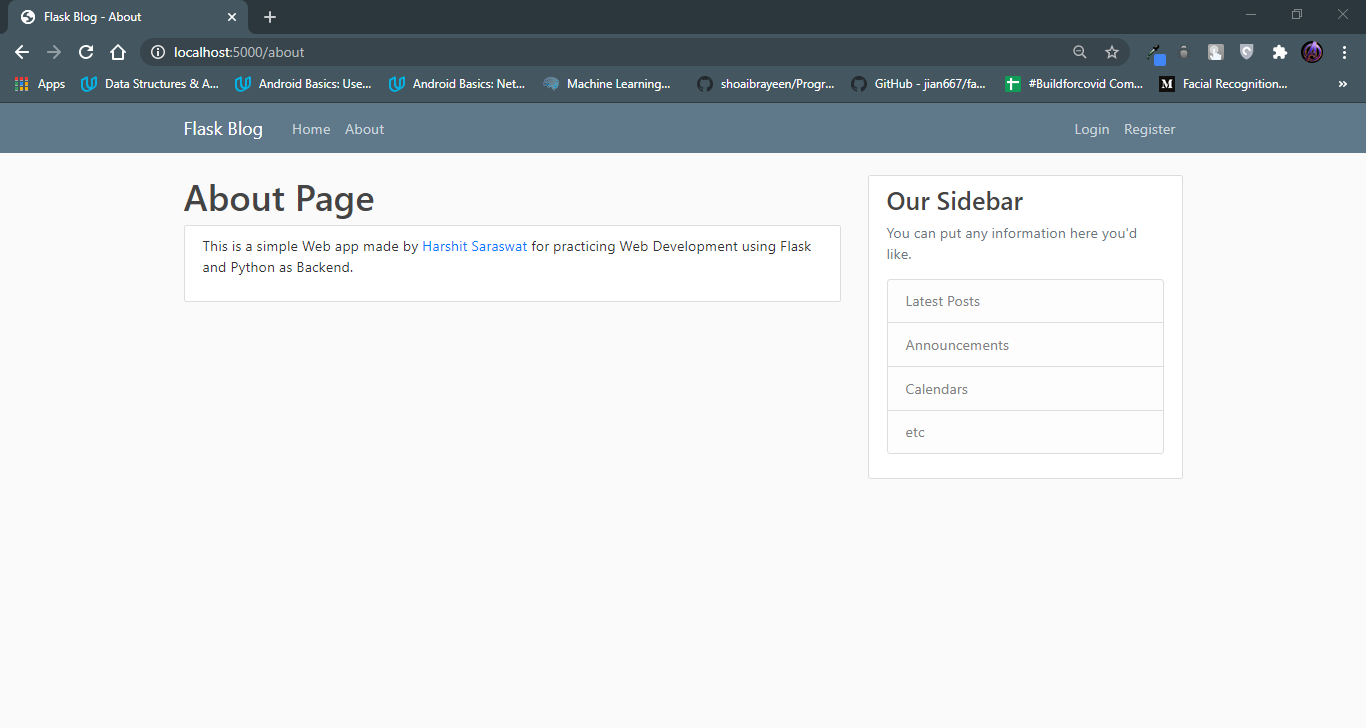 Flask Blog - About
localhost:5000/about
Apps
Data Structures & A...
Android Basics: Use...
Android Basics: Net...
Machine Learning...
shoaibrayeen/Progr...
GitHub - jian667/fa...
#Buildforcovid Com...
M
Facial Recognition...
Flask Blog
Home
About
Login
Register
About Page
This is a simple Web app made by Harshit Saraswat for practicing Web Development using Flask
and Python as Backend.
Our Sidebar
You can put any information here you'd
like.
Latest Posts
Announcements
Calendars
etc